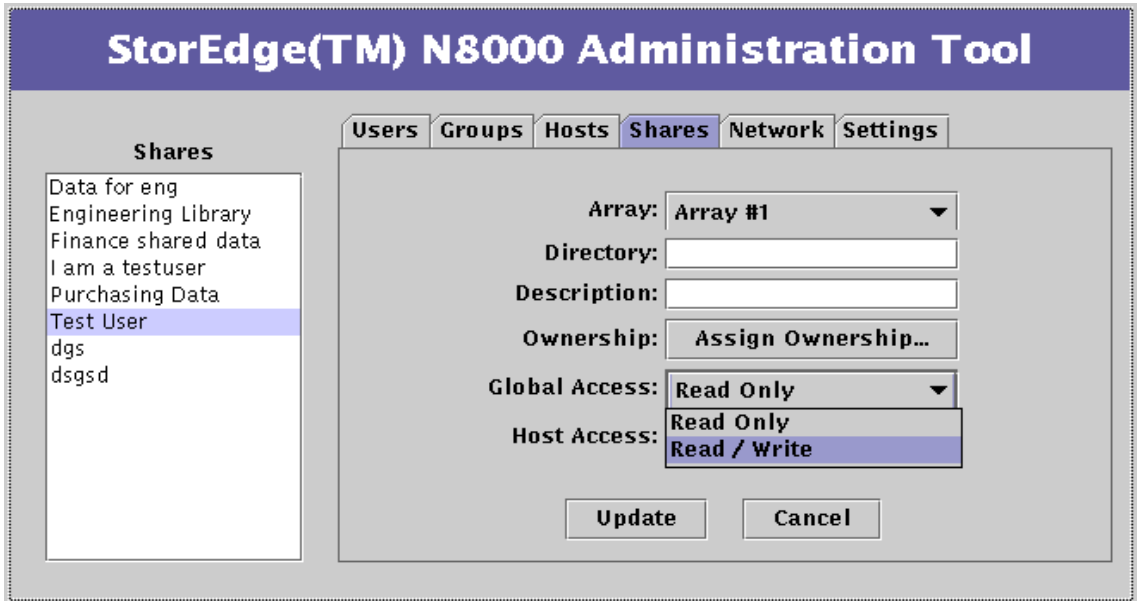 StorEdge(TM) N8000 Administration Tool
Users Groups Hosts Shares Network Settings
Shares
Data for eng
Engineering Library
Finance shared data
I am a testuser
Purchasing Data
Test User
dgs
dsgsd
Array: Array #1
Directory:
Description:
Ownership: Assign Ownership...
Global Access: Read Only
Read Only
Host Access: Read / Write
Update Cancel